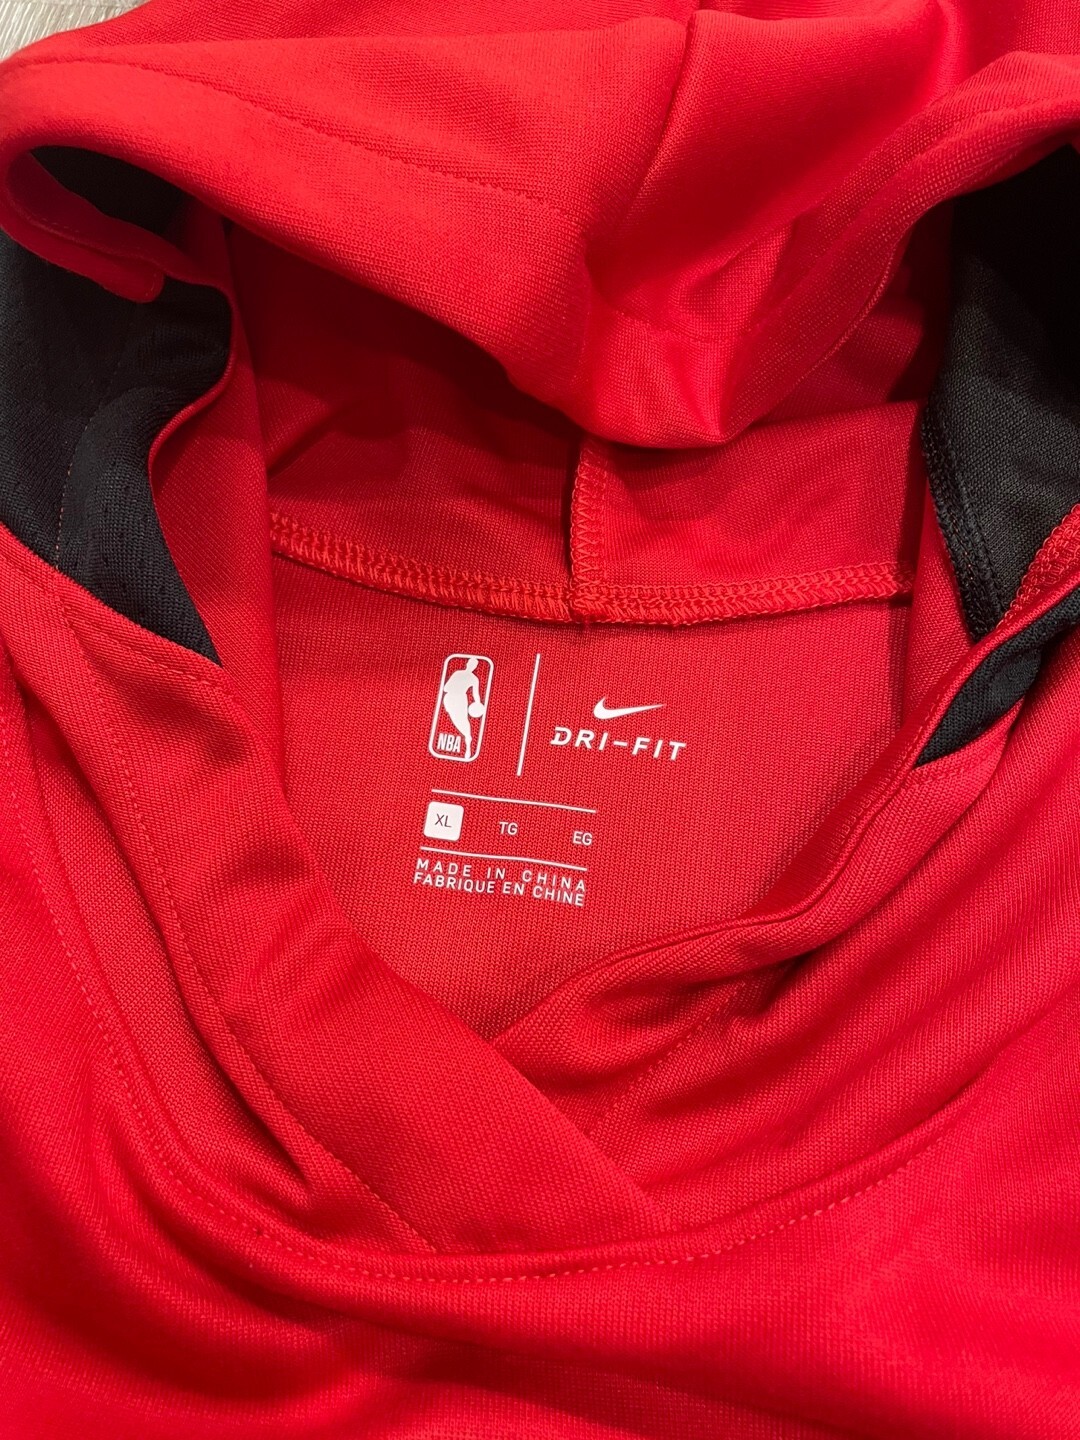 NBA
DRI-FIT
XL TG EG
MADE IN CHINA
FABRIQUE EN CHINE